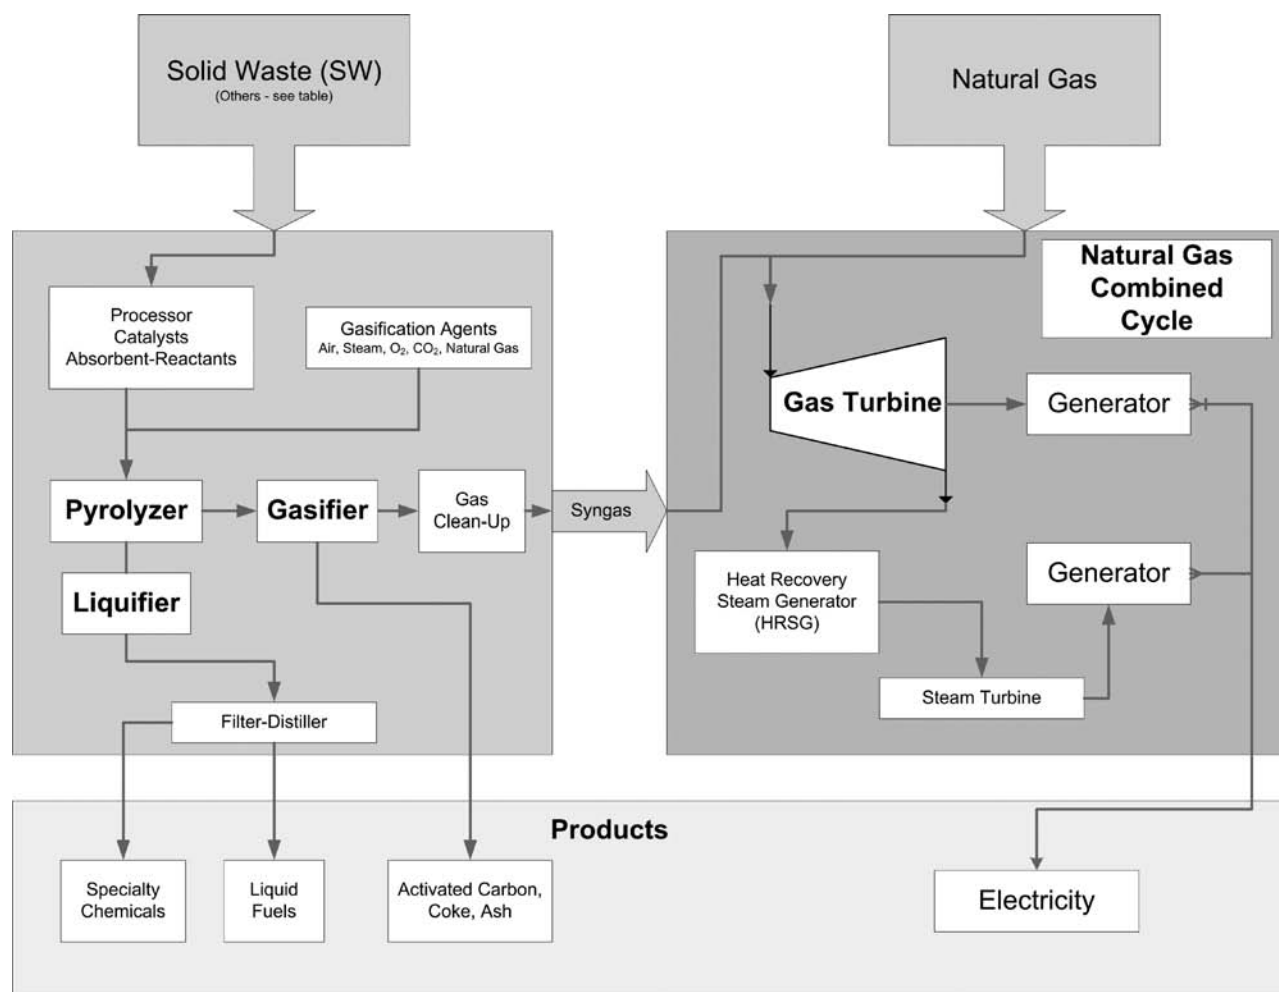 Solid Waste (SW)
(Others - see table)
Natural Gas
Processor
Catalysts
Absorbent-Reactants
Gasification Agents
Air, Steam, O₂, CO₂, Natural Gas
Pyrolyzer
Gasifier
Gas
Clean-Up
Liquifier
Filter-Distiller
Syngas
Natural Gas
Combined
Cycle
Gas Turbine
Generator
Heat Recovery
Steam Generator
(HRSG)
Generator
Steam Turbine
Products
Specialty
Chemicals
Liquid
Fuels
Activated Carbon,
Coke, Ash
Electricity